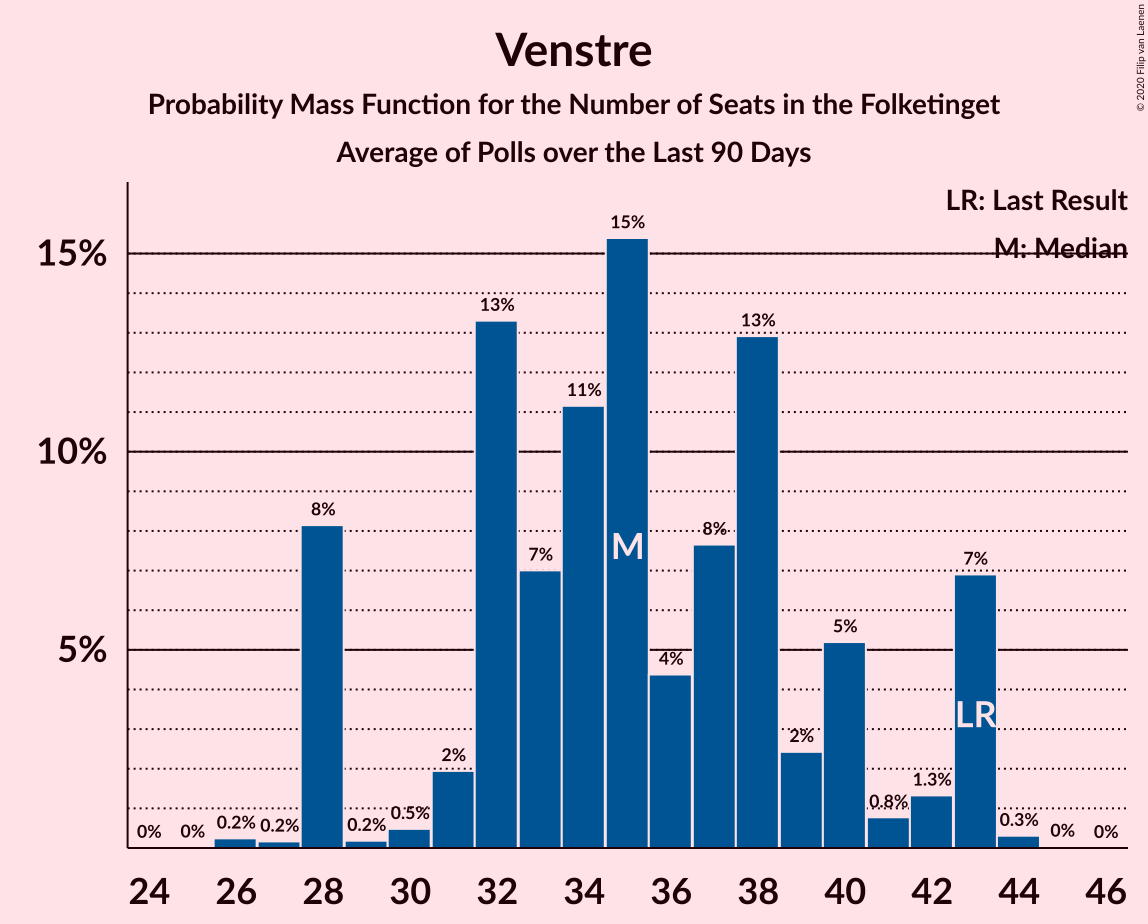 Venstre
Probability Mass Function for the Number of Seats in the Folketinget
Average of Polls over the Last 90 Days
© 2020 Filip van Laenen
LR: Last Result
M: Median
15%
10%
5%
0% 0% 0.2% 0.2% 8% 0.2% 0.5% 2% 13% 7% 11% 15% 4% 8% 13% 2% 5% 0.8% 1.3% 7% 0.3% 0% 0%
M
LR
24 26 28 30 32 34 36 38 40 42 44 46